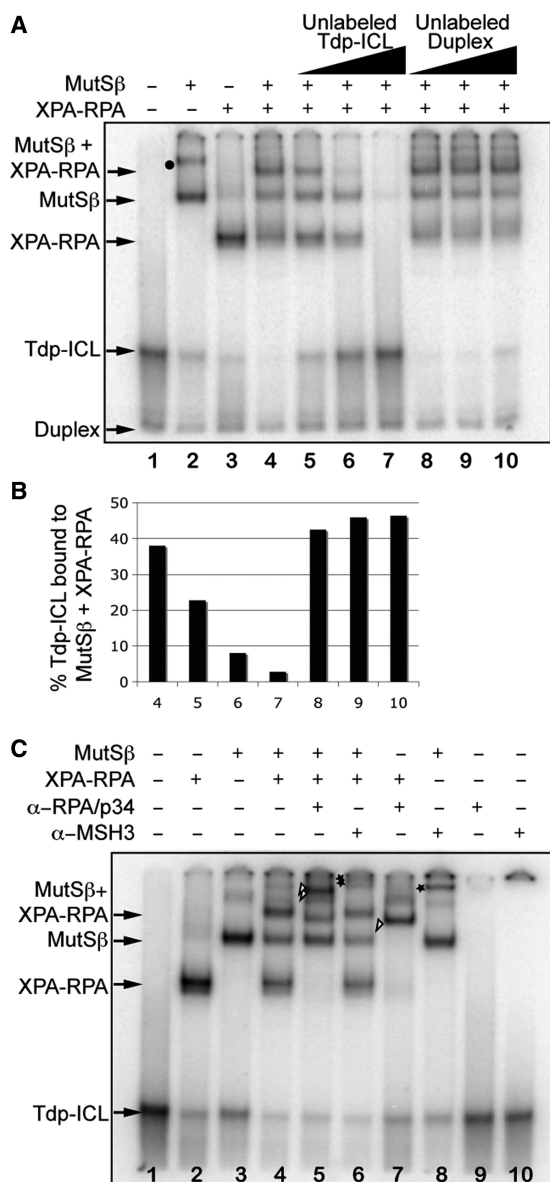 A
Unlabeled Unlabeled
Tdp-ICL Duplex
MutSβ – + – + + + + + + +
XPA-RPA – – + + + + + + + +
MutSβ +
XPA-RPA
MutSβ
XPA-RPA
Tdp-ICL
Duplex
1 2 3 4 5 6 7 8 9 10
B
% Tdp-ICL bound to
MutSβ + XPA-RPA
50
40
30
20
10
0
4 5 6 7 8 9 10
C
MutSβ – – + + + + – + – –
XPA-RPA – + – + + + + – – –
α–RPA/p34 – – – – + – + – + –
α–MSH3 – – – – – + – + – +
MutSβ+
XPA-RPA
MutSβ
XPA-RPA
Tdp-ICL
1 2 3 4 5 6 7 8 9 10